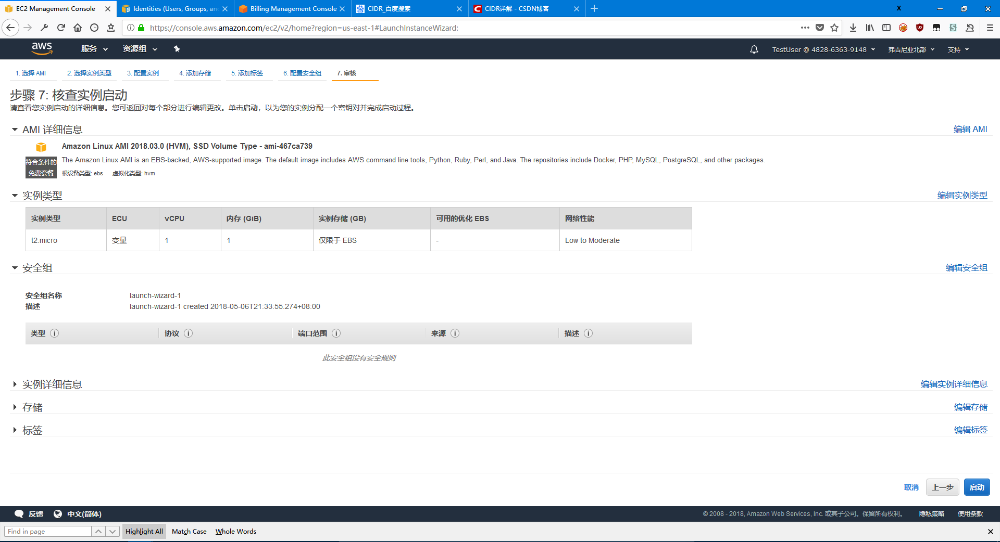 EC2 Management Console
Identities (Users, Groups, an
Billing Management Console
CIDR_百度搜索
CIDR详解 - CSDN博客
X
https://console.aws.amazon.com/ec2/v2/home?region=us-east-1#LaunchInstanceWizard:
aws
服务
资源组
TestUser @ 4828-6363-9148
弗吉尼亚北部
支持
1. 选择 AMI
2. 选择实例类型
3. 配置实例
4. 添加存储
5. 添加标签
6. 配置安全组
7. 审核
步骤 7: 核查实例启动
请查看您实例启动的详细信息。您可返回对每个部分进行编辑更改。单击启动，以为您的实例分配一个密钥对并完成启动过程。
AMI 详细信息
编辑 AMI
Amazon Linux AMI 2018.03.0 (HVM), SSD Volume Type - ami-467ca739
符合条件的
免费套餐
The Amazon Linux AMI is an EBS-backed, AWS-supported image. The default image includes AWS command line tools, Python, Ruby, Perl, and Java. The repositories include Docker, PHP, MySQL, PostgreSQL, and other packages.
根设备类型: ebs 虚拟化类型: hvm
实例类型
编辑实例类型
实例类型 ECU vCPU 内存 (GiB) 实例存储 (GB) 可用的优化 EBS 网络性能
t2.micro 变量 1 1 仅限于 EBS - Low to Moderate
安全组
编辑安全组
安全组名称 launch-wizard-1
描述 launch-wizard-1 created 2018-05-06T21:33:55.274+08:00
类型 协议 端口范围 来源 描述
此安全组没有安全规则
实例详细信息
编辑实例详细信息
存储
编辑存储
标签
编辑标签
取消
上一步
启动
反馈
中文(简体)
© 2008 - 2018, Amazon Web Services, Inc. 或其子公司。保留所有权利。
隐私策略
使用条款
Find in page
Highlight All
Match Case
Whole Words